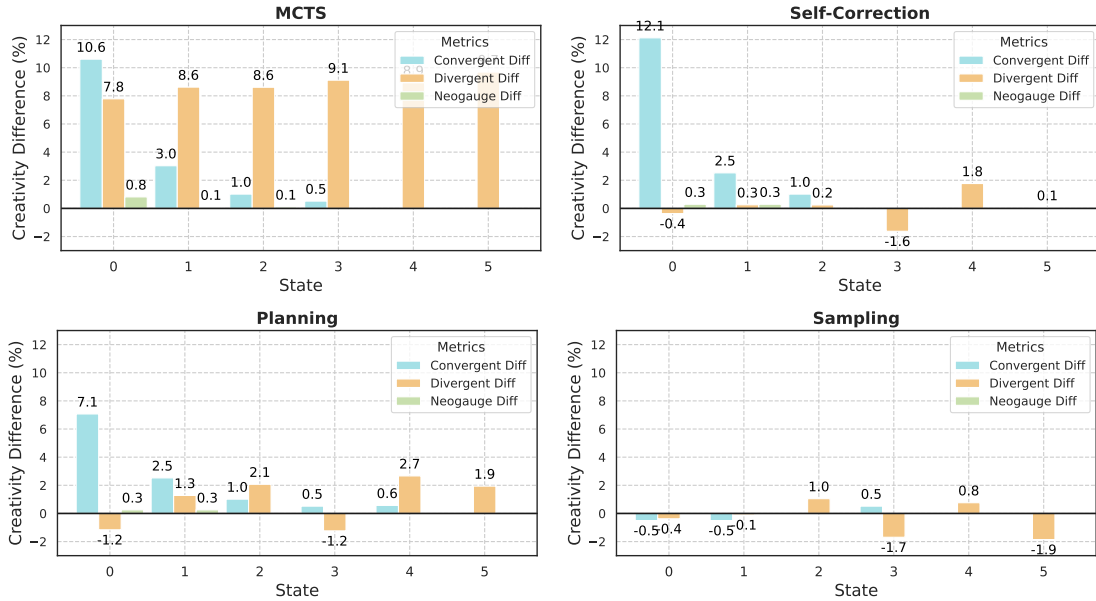 MCTS
Creativity Difference (%)
12
10
8
6
4
2
0
−2
10.6
7.8
0.8
3.0
8.6
0.1
1.0
8.6
0.1
0.5
9.1
8.9
Metrics
Convergent Diff
Divergent Diff
Neogauge Diff
0 1 2 3 4 5
State
Self-Correction
Creativity Difference (%)
12
10
8
6
4
2
0
−2
12.1
-0.4
0.3
2.5
0.3
0.3
1.0
0.2
-1.6
1.8
0.1
Metrics
Convergent Diff
Divergent Diff
Neogauge Diff
0 1 2 3 4 5
State
Planning
Creativity Difference (%)
12
10
8
6
4
2
0
−2
7.1
-1.2
0.3
2.5
1.3
0.3
1.0
2.1
0.5
-1.2
0.6
2.7
1.9
Metrics
Convergent Diff
Divergent Diff
Neogauge Diff
0 1 2 3 4 5
State
Sampling
Creativity Difference (%)
12
10
8
6
4
2
0
−2
-0.5
-0.4
-0.5
-0.1
1.0
0.5
-1.7
0.8
-1.9
Metrics
Convergent Diff
Divergent Diff
Neogauge Diff
0 1 2 3 4 5
State